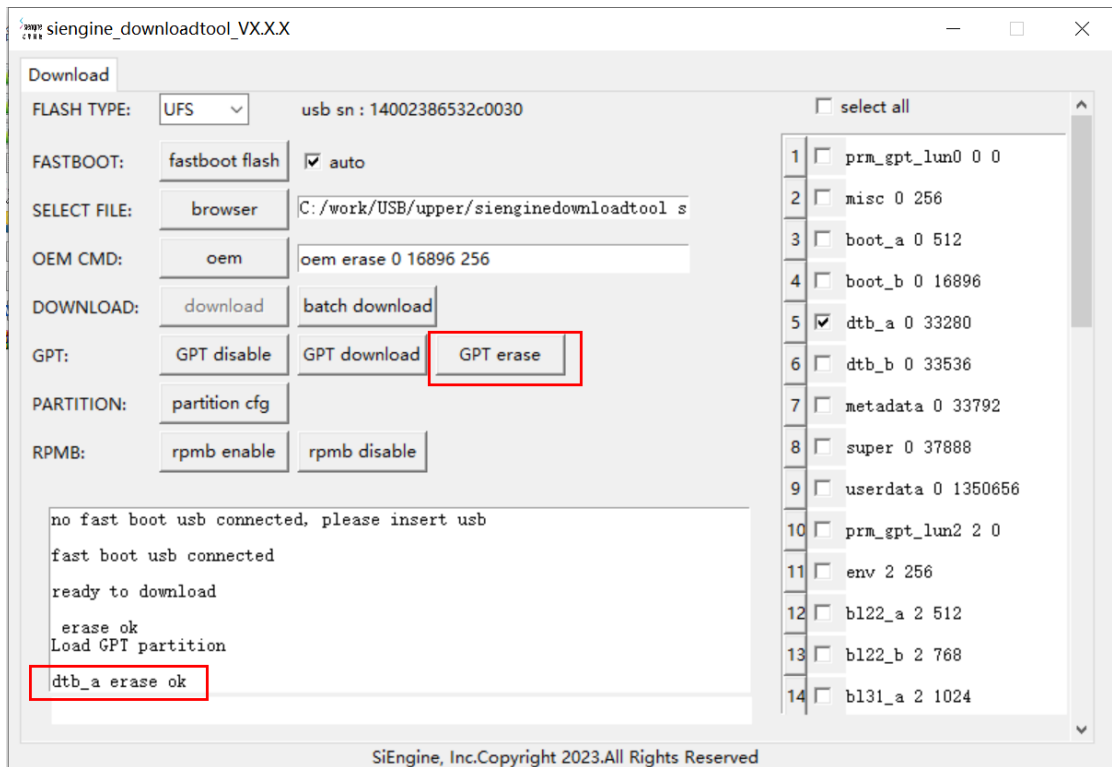 siengine_downloadtool_VX.X.X
Download
FLASH TYPE: UFS usb sn : 14002386532c0030
FASTBOOT: fastboot flash auto
SELECT FILE: browser C:/work/USB/upper/sienginedownloadtool s
OEM CMD: oem oem erase 0 16896 256
DOWNLOAD: download batch download
GPT: GPT disable GPT download GPT erase
PARTITION: partition cfg
RPMB: rpmb enable rpmb disable
no fast boot usb connected, please insert usb
fast boot usb connected
ready to download
erase ok
Load GPT partition
dtb_a erase ok
select all
1 prm_gpt_lun0 0 0
2 misc 0 256
3 boot_a 0 512
4 boot_b 0 16896
5 dtb_a 0 33280
6 dtb_b 0 33536
7 metadata 0 33792
8 super 0 37888
9 userdata 0 1350656
10 prm_gpt_lun2 2 0
11 env 2 256
12 bl22_a 2 512
13 bl22_b 2 768
14 bl31_a 2 1024
SiEngine, Inc.Copyright 2023.All Rights Reserved